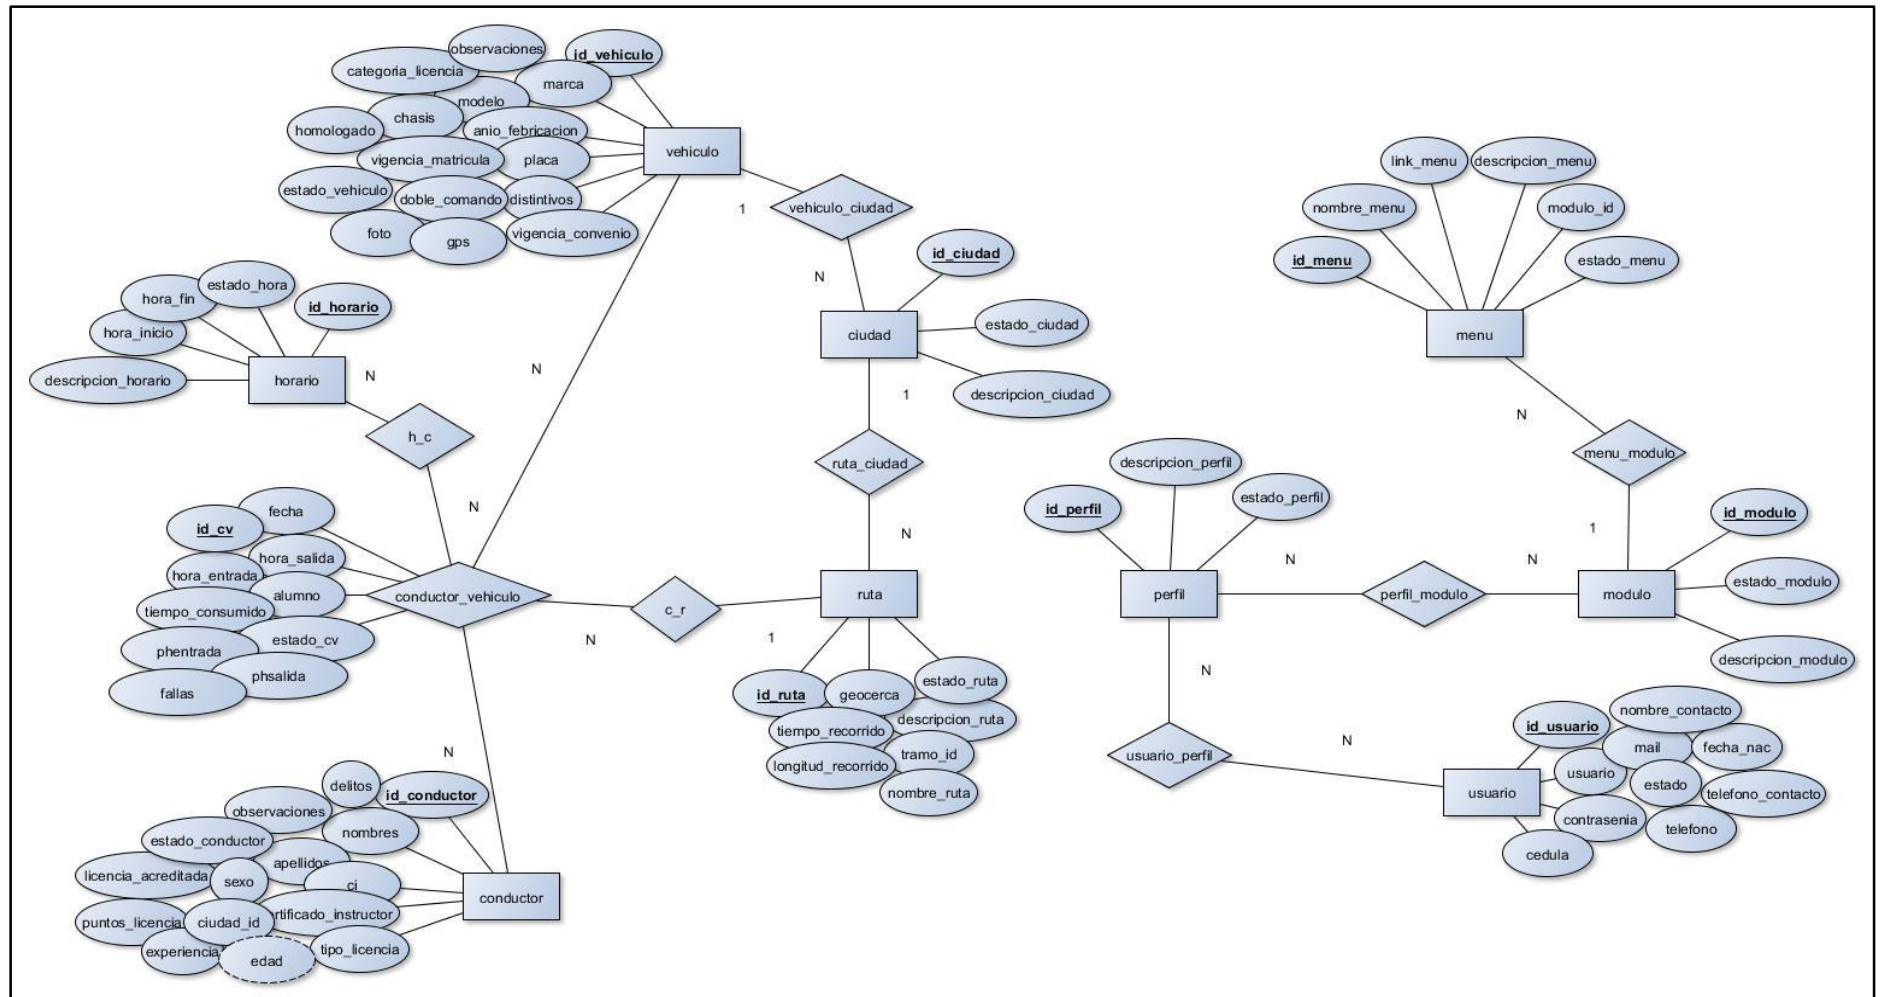 observaciones
id_vehiculo
categoria_licencia
marca
modelo
chasis
homologado
anio_febricacion
vigencia_matricula
placa
vehiculo
estado_vehiculo
doble_comando
distintivos
foto
gps
vigencia_convenio
1
vehiculo_ciudad
N
id_ciudad
estado_ciudad
ciudad
descripcion_ciudad
1
ruta_ciudad
N
estado_hora
hora_fin
id_horario
hora_inicio
descripcion_horario
horario
N
h_c
N
N
fecha
id_cv
hora_salida
hora_entrada
alumno
tiempo_consumido
estado_cv
phentrada
phsalida
fallas
conductor_vehiculo
N
c_r
1
ruta
id_ruta
geocerca
estado_ruta
tiempo_recorrido
descripcion_ruta
longitud_recorrido
tramo_id
nombre_ruta
N
delitos
id_conductor
observaciones
nombres
estado_conductor
apellidos
licencia_acreditada
sexo
ci
conductor
puntos_licencia
ciudad_id
rtificado_instructor
experiencia
edad
tipo_licencia
link_menu
descripcion_menu
nombre_menu
modulo_id
id_menu
estado_menu
menu
N
menu_modulo
1
descripcion_perfil
id_perfil
estado_perfil
perfil
N
perfil_modulo
N
modulo
id_modulo
estado_modulo
descripcion_modulo
N
usuario_perfil
N
usuario
id_usuario
nombre_contacto
mail
fecha_nac
usuario
estado
telefono_contacto
contrasenia
telefono
cedula